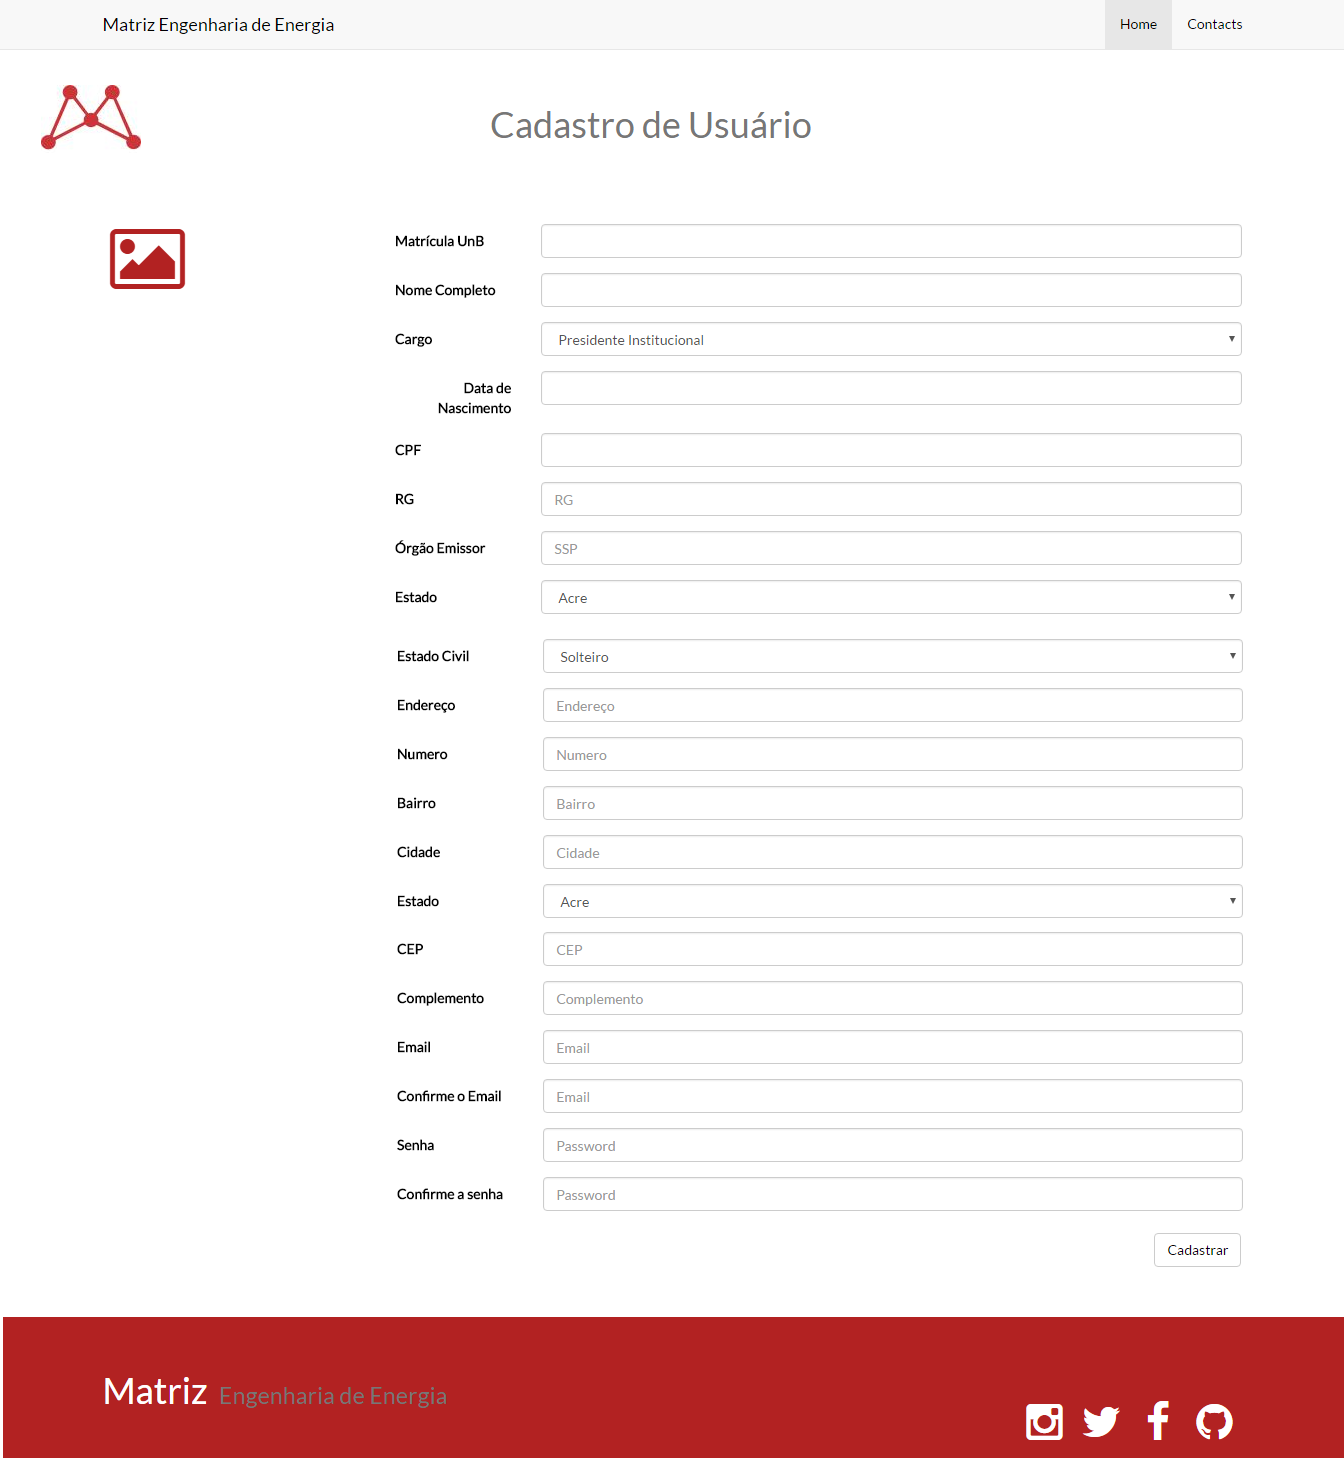 Matriz Engenharia de Energia
Home
Contacts
Cadastro de Usuário
Matrícula UnB
Nome Completo
Cargo
Presidente Institucional
Data de
Nascimento
CPF
RG
RG
Órgão Emissor
SSP
Estado
Acre
Estado Civil
Solteiro
Endereço
Endereço
Numero
Numero
Bairro
Bairro
Cidade
Cidade
Estado
Acre
CEP
CEP
Complemento
Complemento
Email
Email
Confirme o Email
Email
Senha
Password
Confirme a senha
Password
Cadastrar
Matriz Engenharia de Energia